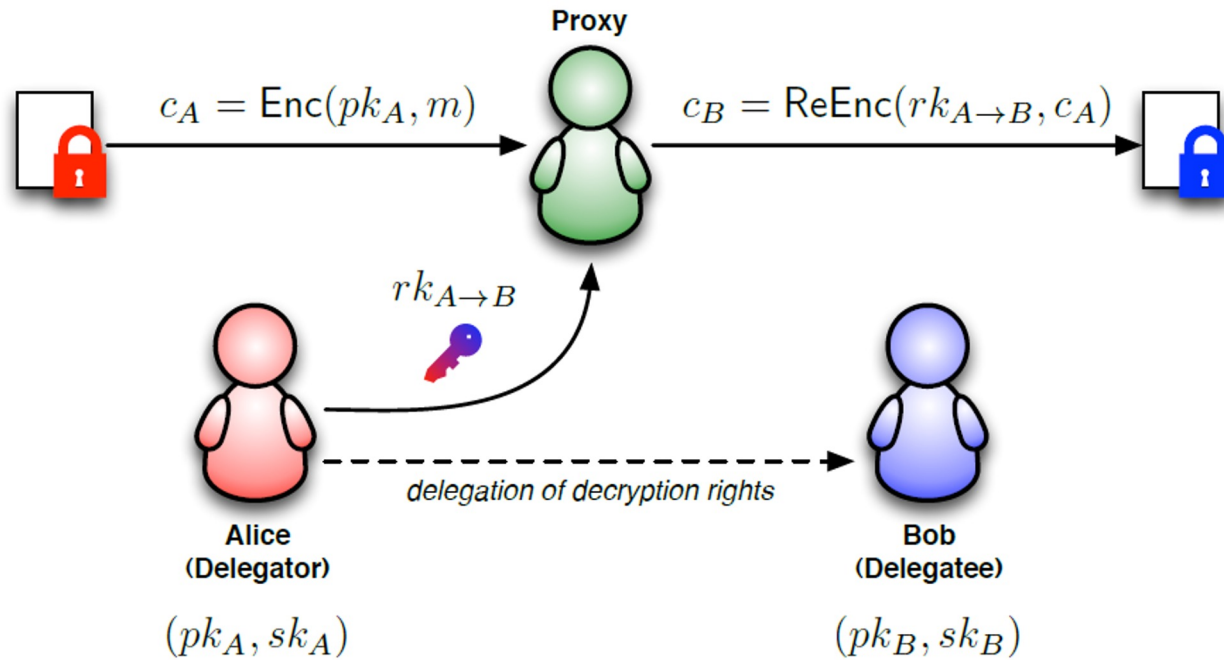 Proxy
c_A = Enc(pk_A, m)
c_B = ReEnc(rk_{A→B}, c_A)
rk_{A→B}
delegation of decryption rights
Alice
(Delegator)
(pk_A, sk_A)
Bob
(Delegatee)
(pk_B, sk_B)